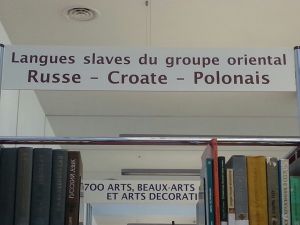 Langues slaves du groupe oriental
Russe - Croate - Polonais
700 ARTS, BEAUX-ARTS
ET ARTS DECORATI